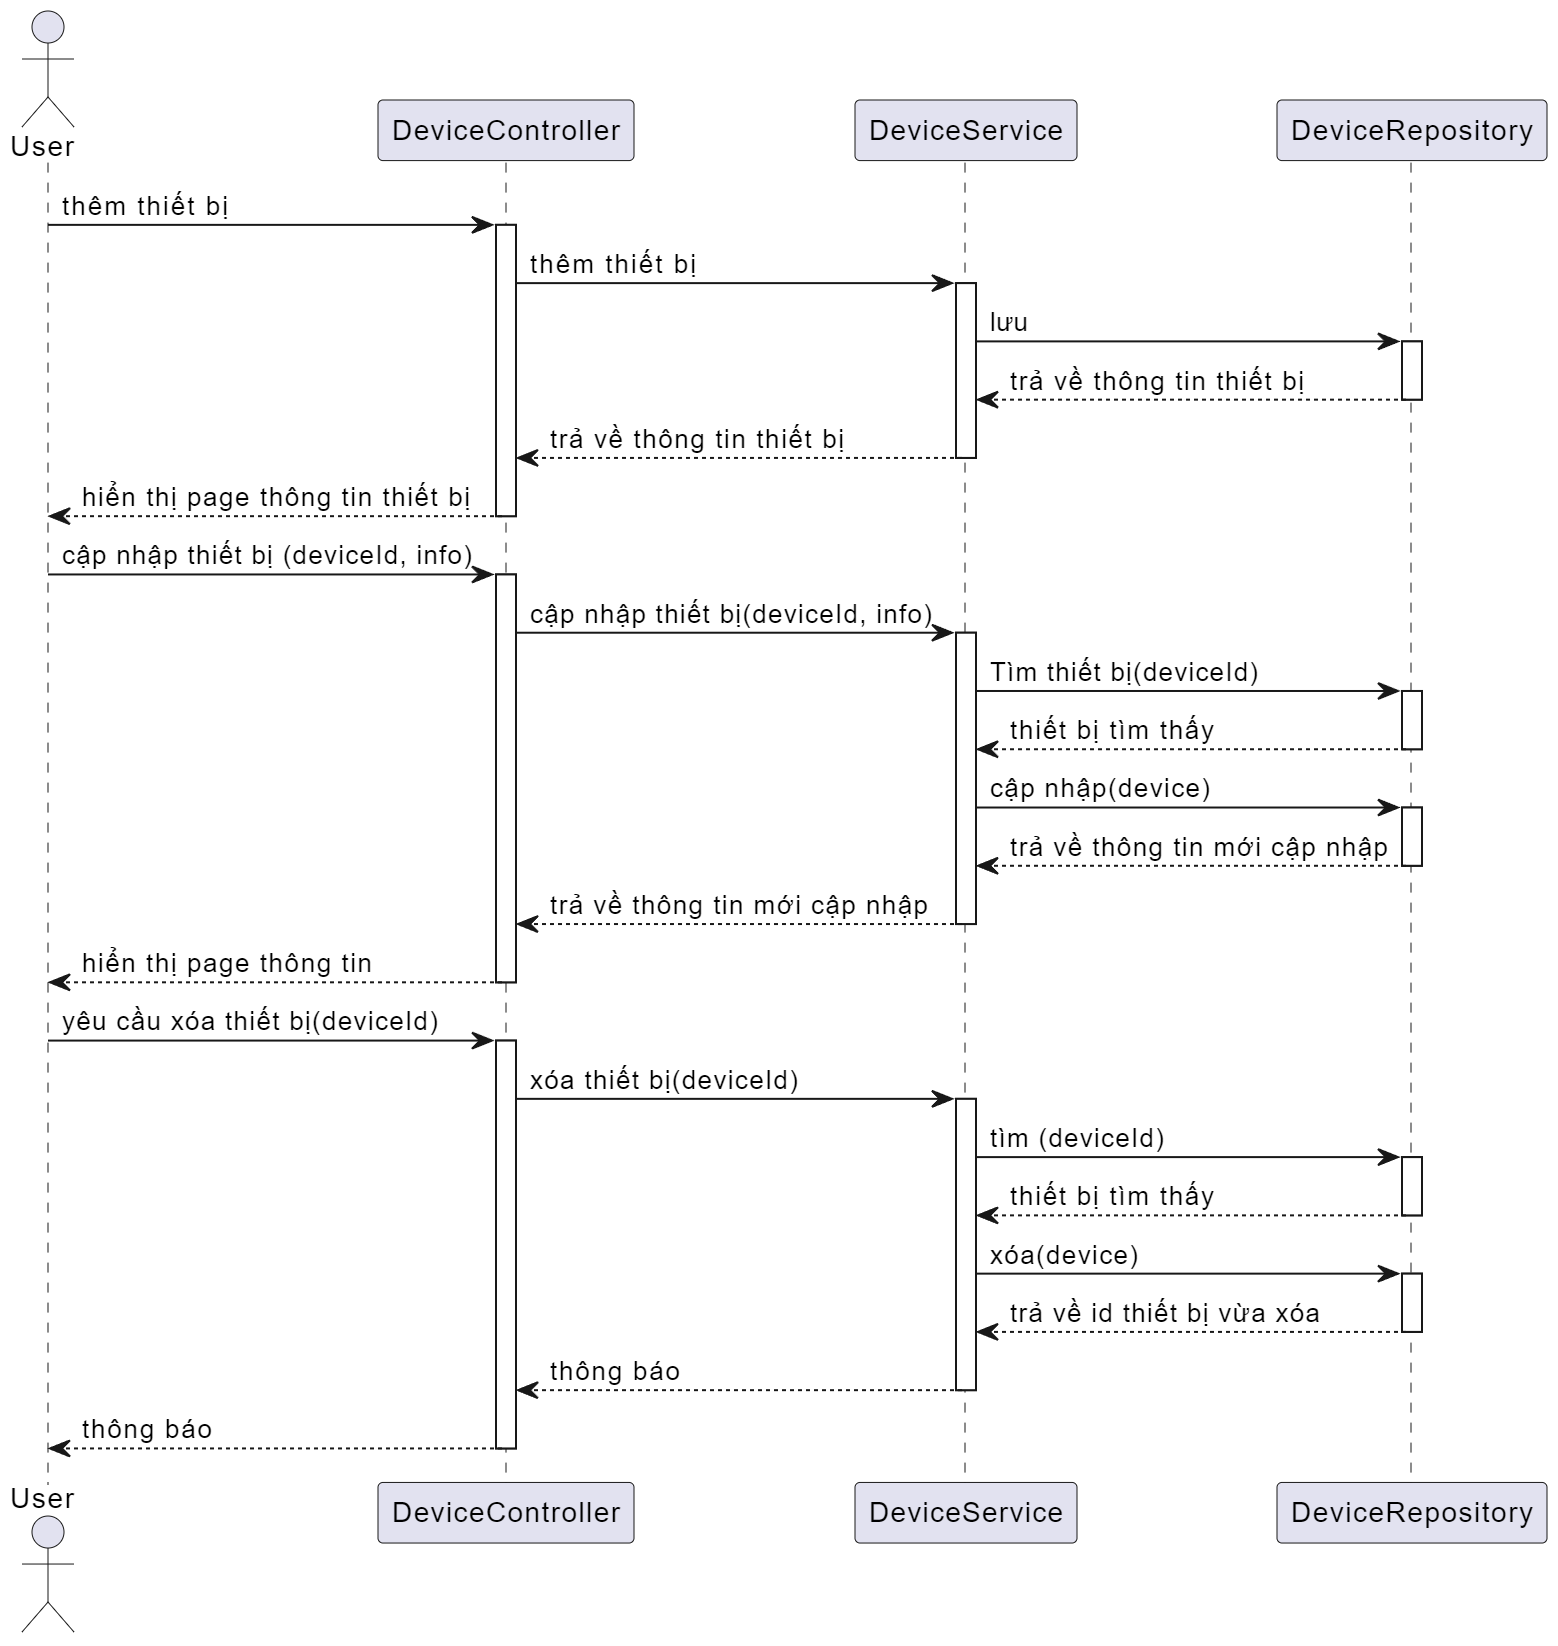 User
DeviceController
DeviceService
DeviceRepository
thêm thiết bị
thêm thiết bị
lưu
trả về thông tin thiết bị
trả về thông tin thiết bị
hiển thị page thông tin thiết bị
cập nhập thiết bị (deviceId, info)
cập nhập thiết bị(deviceId, info)
Tìm thiết bị(deviceId)
thiết bị tìm thấy
cập nhập(device)
trả về thông tin mới cập nhập
trả về thông tin mới cập nhập
hiển thị page thông tin
yêu cầu xóa thiết bị(deviceId)
xóa thiết bị(deviceId)
tìm (deviceId)
thiết bị tìm thấy
xóa(device)
trả về id thiết bị vừa xóa
thông báo
thông báo
User
DeviceController
DeviceService
DeviceRepository